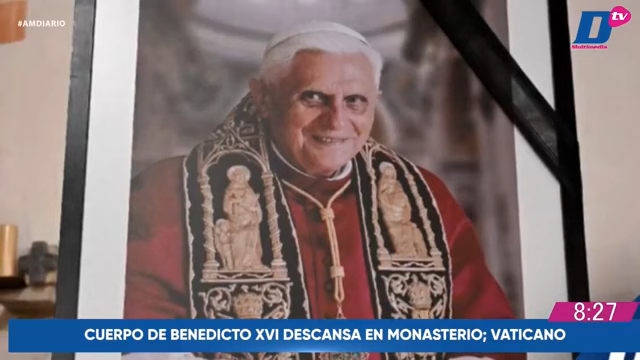 #AMDIARIO
D tv
Multimedia
8:27
CUERPO DE BENEDICTO XVI DESCANSA EN MONASTERIO; VATICANO